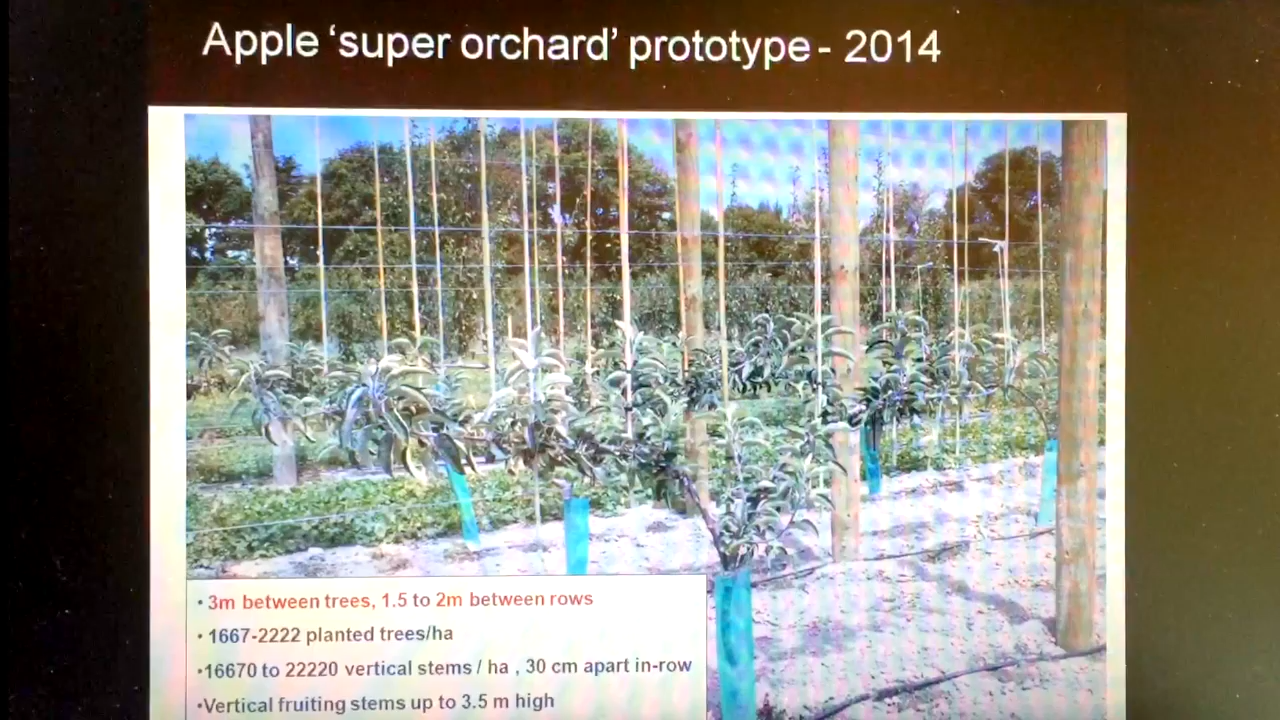 Apple ‘super orchard’ prototype - 2014
• 3m between trees, 1.5 to 2m between rows
• 1667-2222 planted trees/ha
•16670 to 22220 vertical stems / ha , 30 cm apart in-row
•Vertical fruiting stems up to 3.5 m high